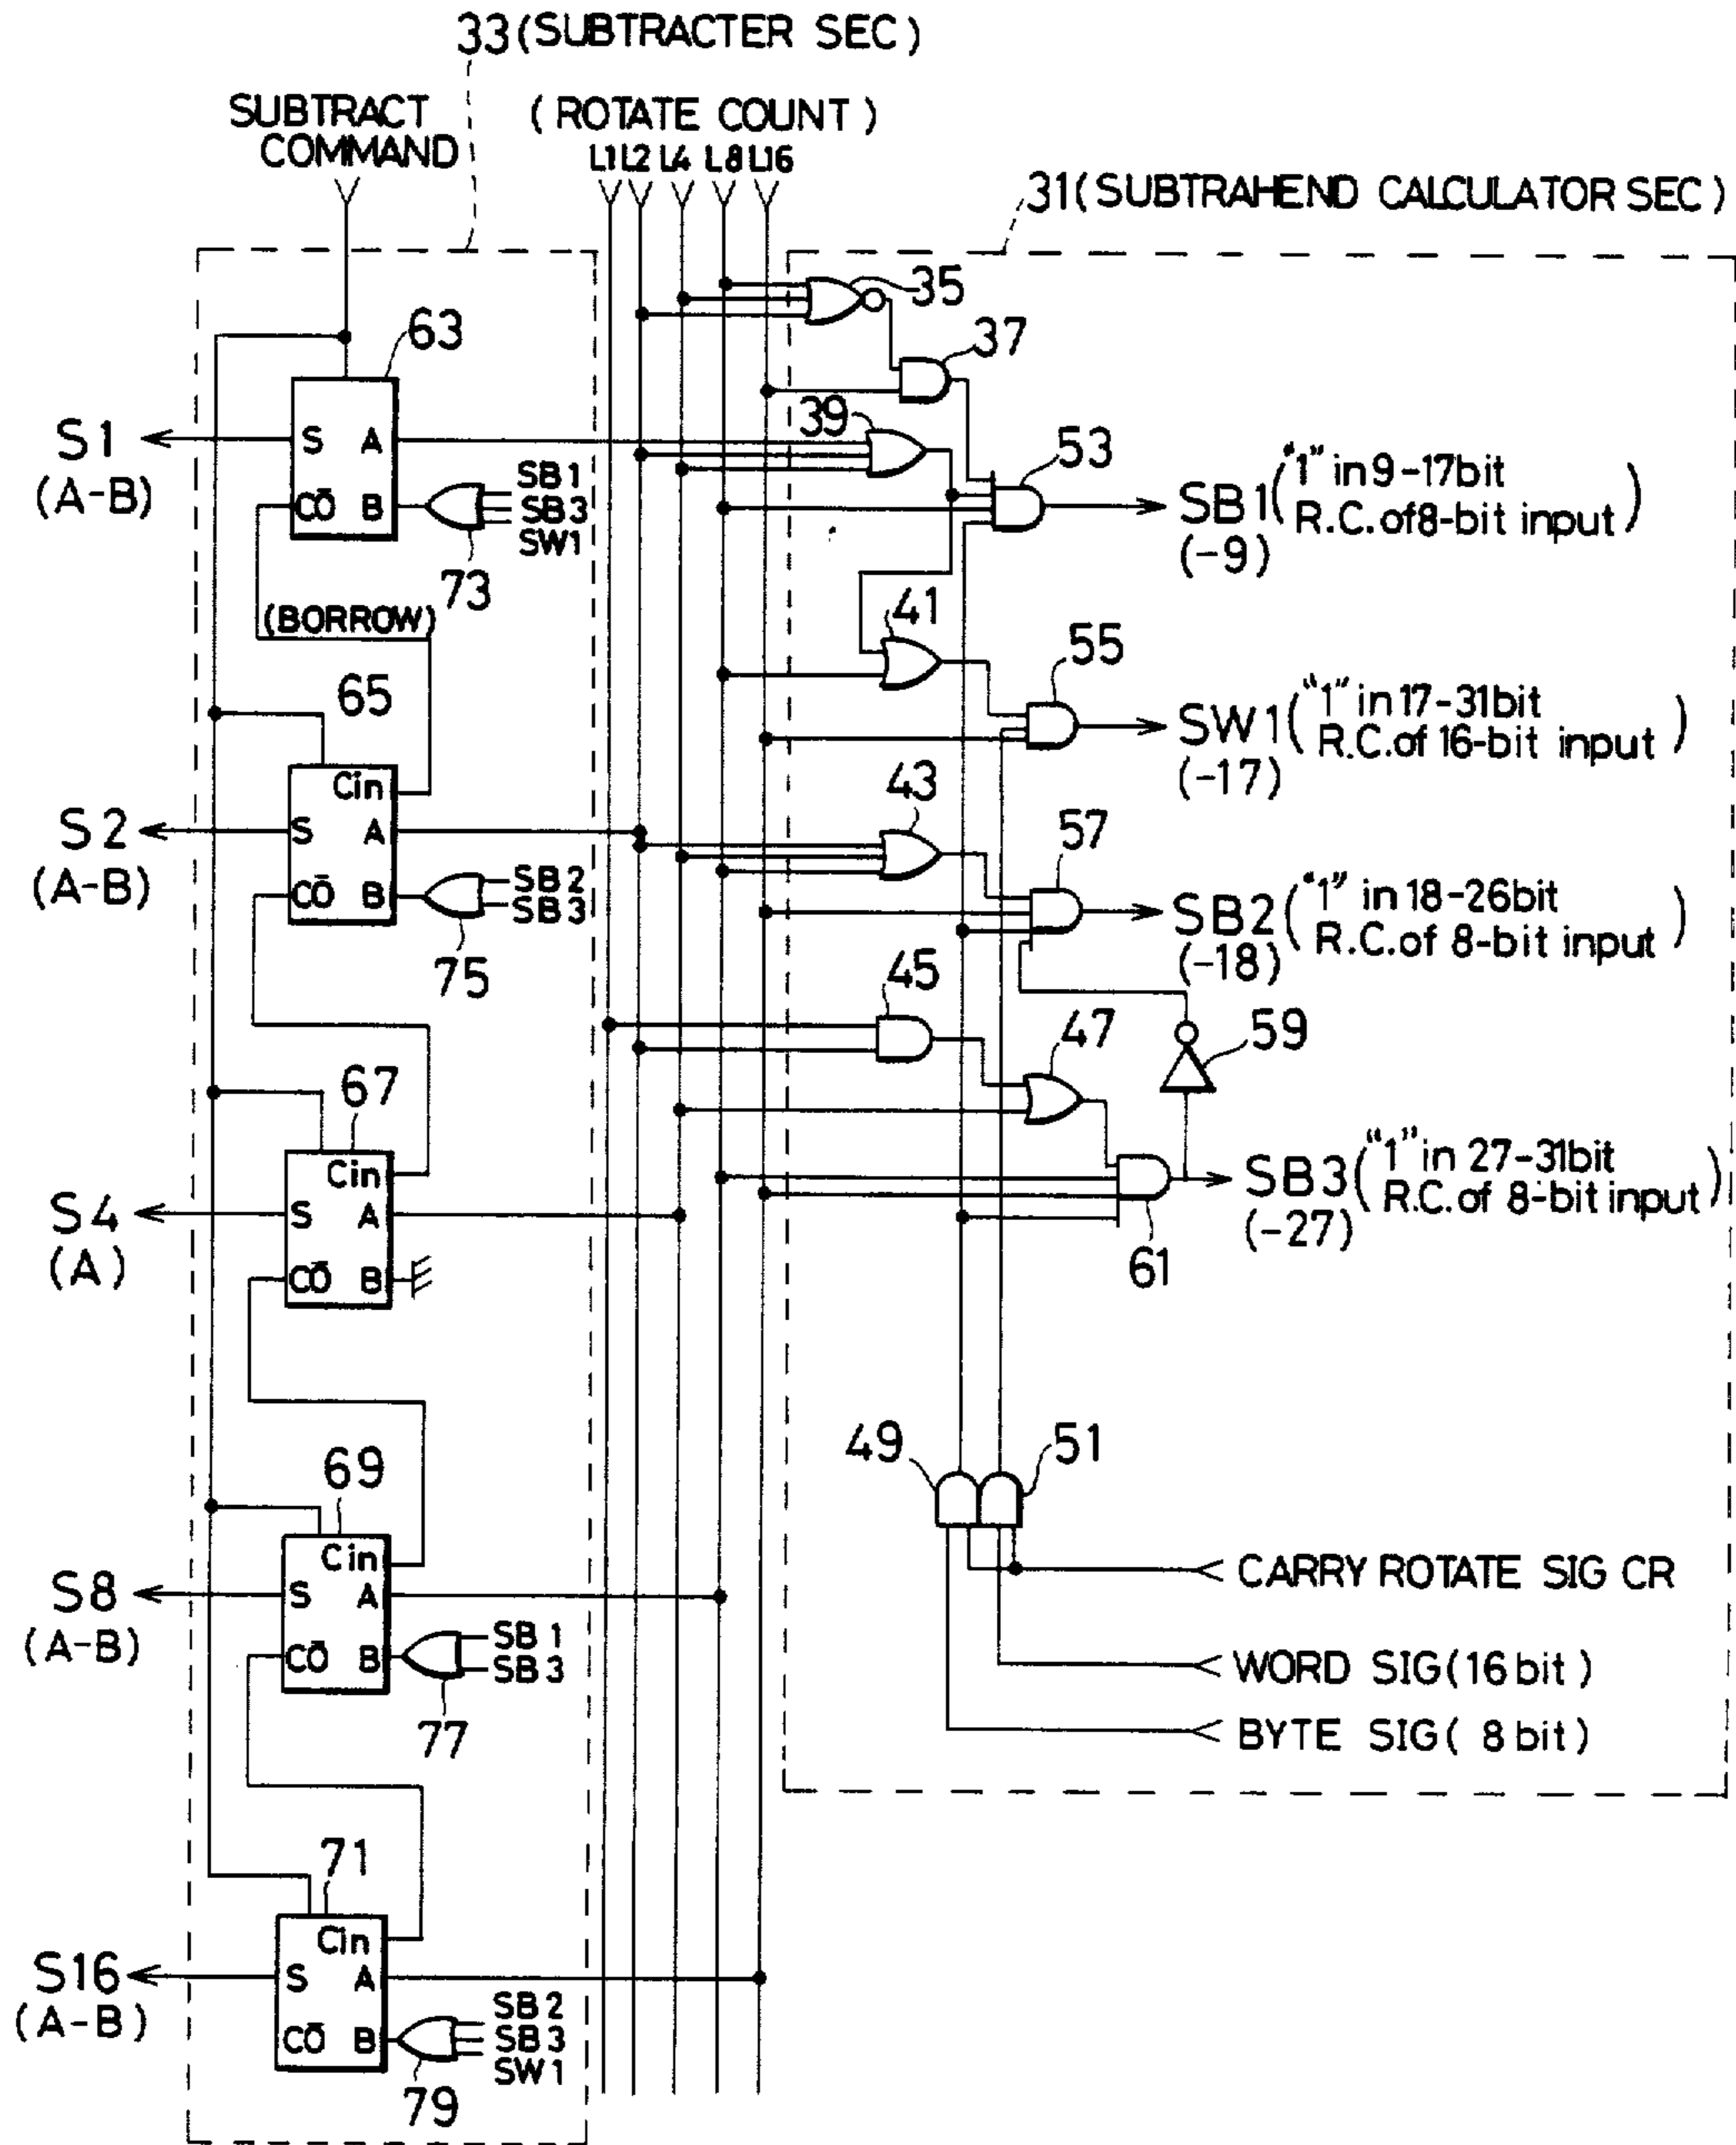 33 (SUBTRACTER SEC)
SUBTRACT
COMMAND
(ROTATE COUNT)
L1 L2 L4 L8 L16
31 (SUBTRAHEND CALCULATOR SEC)
35
63
37
S1
(A-B)
S A
CŌ B
SB1
SB3
SW1
73
39
53
SB1 ("1" in 9-17bit
R.C. of 8-bit input)
(-9)
(BORROW)
41
55
SW1 ("1" in 17-31bit
R.C. of 16-bit input)
(-17)
65
S2
(A-B)
Cin
S A
CŌ B
SB2
SB3
75
43
57
SB2 ("1" in 18-26bit
R.C. of 8-bit input)
(-18)
45
47
59
67
S4
(A)
Cin
S A
CŌ B
SB3 ("1" in 27-31bit
R.C. of 8-bit input)
(-27)
61
69
S8
(A-B)
Cin
S A
CŌ B
SB1
SB3
77
49
51
CARRY ROTATE SIG CR
WORD SIG (16 bit)
BYTE SIG ( 8 bit)
71
S16
(A-B)
Cin
S A
CŌ B
SB2
SB3
SW1
79